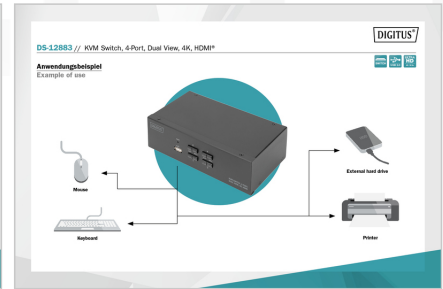 DIGITUS®
DS-12883 // KVM Switch, 4-Port, Dual View, 4K, HDMI®
Anwendungsbeispiel
Example of use
HD
Mouse
Keyboard
External hard drive
Printer